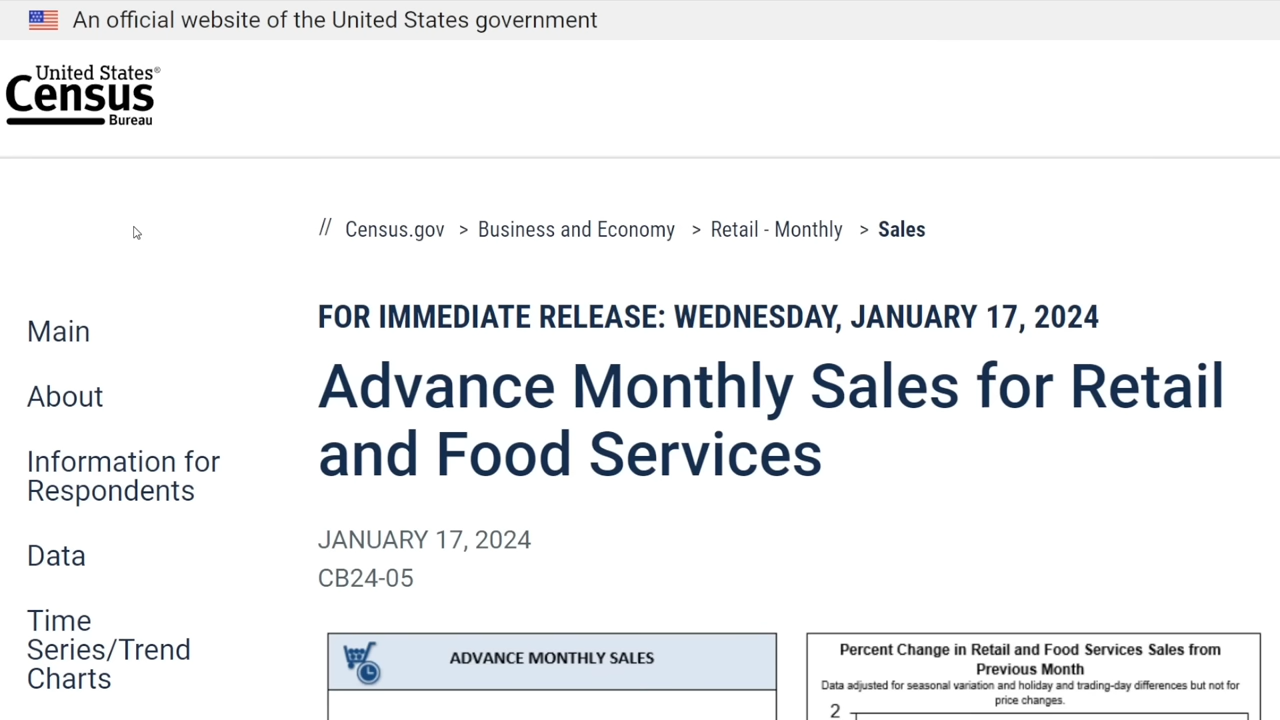 An official website of the United States government
United States®
Census
Bureau
// Census.gov > Business and Economy > Retail - Monthly > Sales
Main
About
Information for
Respondents
Data
Time
Series/Trend
Charts
FOR IMMEDIATE RELEASE: WEDNESDAY, JANUARY 17, 2024
Advance Monthly Sales for Retail
and Food Services
JANUARY 17, 2024
CB24-05
ADVANCE MONTHLY SALES
Percent Change in Retail and Food Services Sales from
Previous Month
Data adjusted for seasonal variation and holiday and trading-day differences but not for
price changes.
2